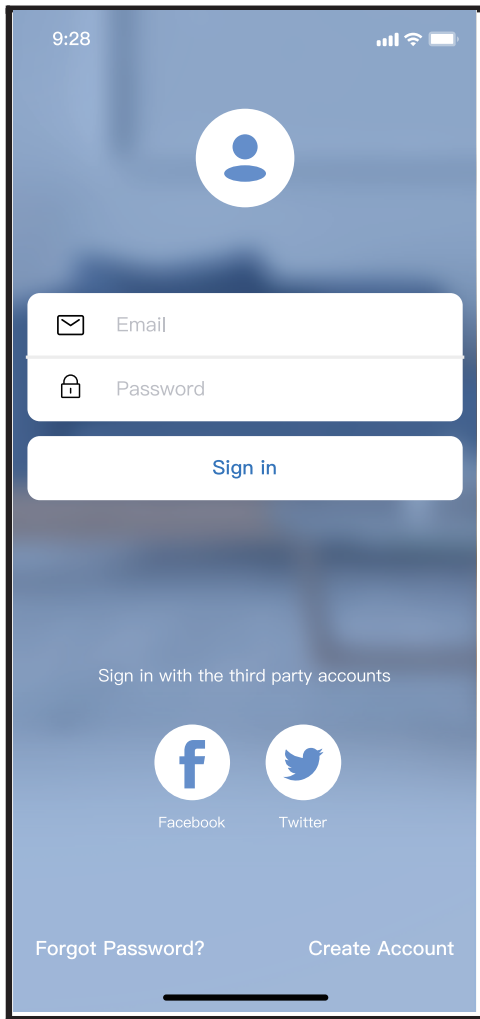 9:28
Email
Password
Sign in
Sign in with the third party accounts
Facebook
Twitter
Forgot Password?
Create Account